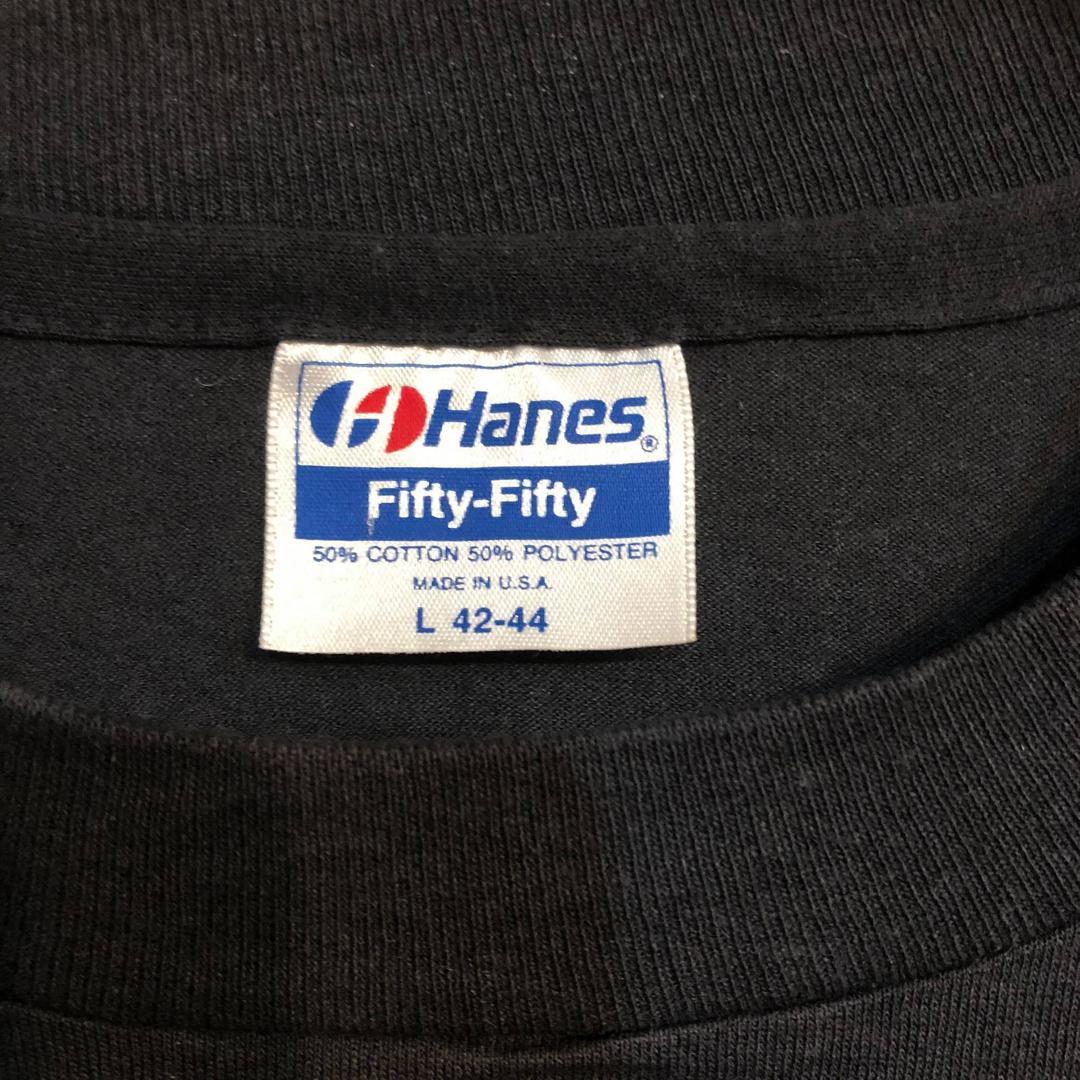 Hanes®
Fifty-Fifty
50% COTTON 50% POLYESTER
MADE IN U.S.A.
L 42-44